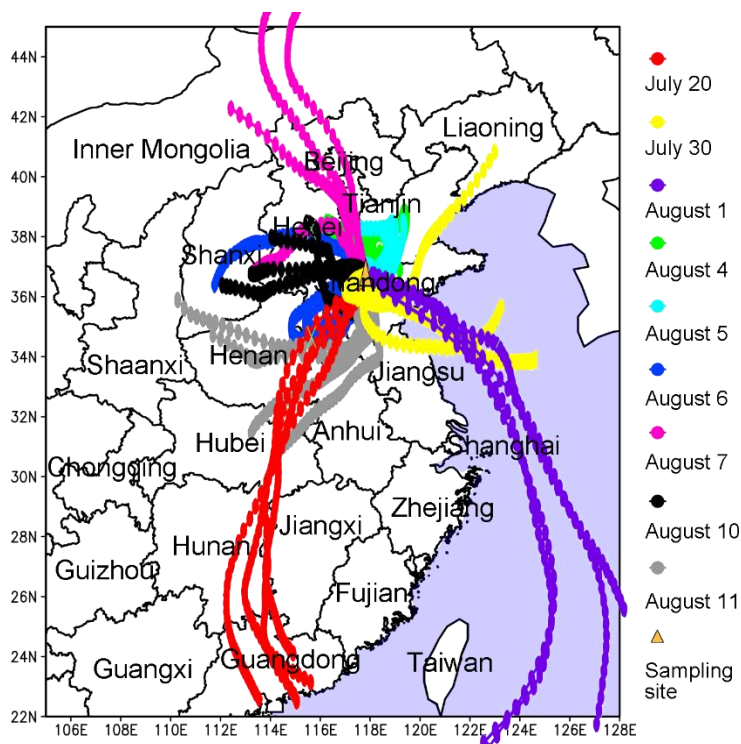 44N
42N
40N
38N
36N
34N
32N
30N
28N
26N
24N
22N
106E 108E 110E 112E 114E 116E 118E 120E 122E 124E 126E 128E
Liaoning
Inner Mongolia
Beijing
Tianjin
Hebei
Shanxi
Shandong
Henan
Shaanxi
Jiangsu
Hubei
Anhui
Shanghai
Chongqing
Zhejiang
Jiangxi
Hunan
Guizhou
Fujian
Guangdong
Guangxi
Taiwan
July 20
July 30
August 1
August 4
August 5
August 6
August 7
August 10
August 11
Sampling
site